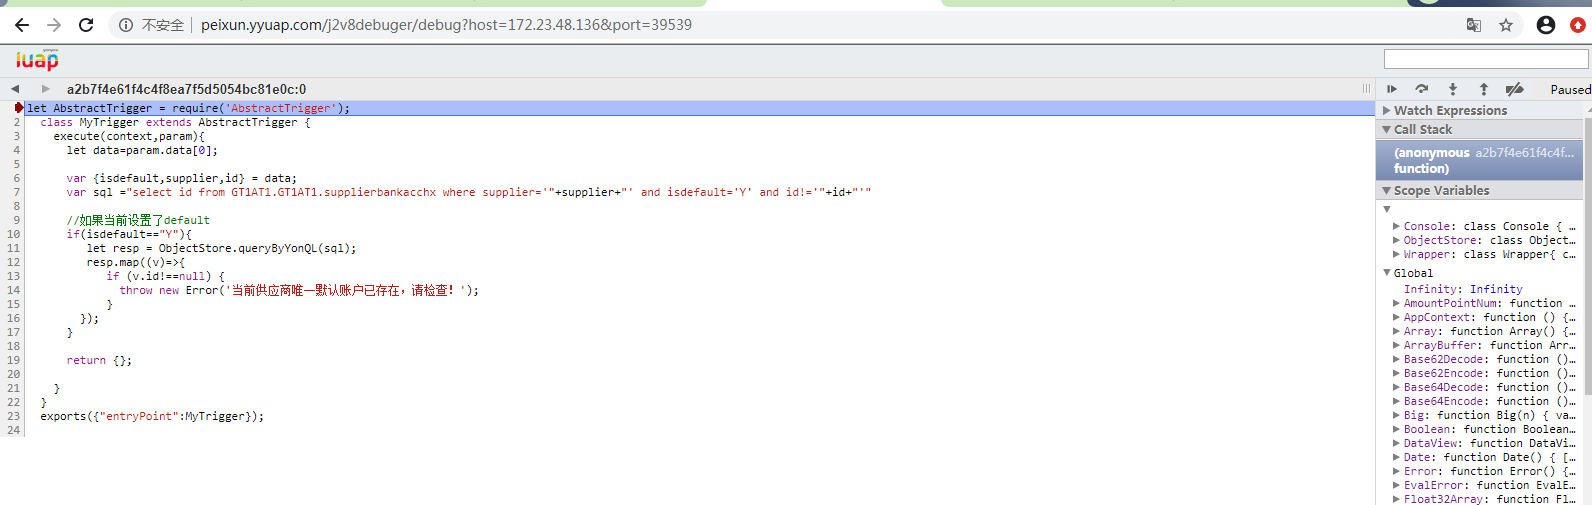 不安全
peixun.yyuap.com/j2v8debuger/debug?host=172.23.48.136&port=39539
iuap
a2b7f4e61f4c4f8ea7f5d5054bc81e0c:0
Paused
let AbstractTrigger = require('AbstractTrigger');
2 class MyTrigger extends AbstractTrigger {
3 execute(context,param){
4 let data=param.data[0];
5
6 var {isdefault,supplier,id} = data;
7 var sql ="select id from GT1AT1.GT1AT1.supplierbankacchx where supplier='"+supplier+"' and isdefault='Y' and id!='"+id+"'"
8
9 //如果当前设置了default
10 if(isdefault=="Y"){
11 let resp = ObjectStore.queryByYonQL(sql);
12 resp.map((v)=>{
13 if (v.id!==null) {
14 throw new Error('当前供应商唯一默认账户已存在，请检查！');
15 }
16 });
17 }
18
19 return {};
20
21 }
22 }
23 exports({"entryPoint":MyTrigger});
24
Watch Expressions
Call Stack
(anonymous function) a2b7f4e61f4c4f...
Scope Variables
Console: class Console { …
ObjectStore: class Object…
Wrapper: class Wrapper{ c…
Global
Infinity: Infinity
AmountPointNum: function …
AppContext: function () {…
Array: function Array() {…
ArrayBuffer: function Arr…
Base62Decode: function ()…
Base62Encode: function ()…
Base64Decode: function ()…
Base64Encode: function ()…
Big: function Big(n) { va…
Boolean: function Boolean…
DataView: function DataVi…
Date: function Date() { [… 
Error: function Error() {…
EvalError: function EvalE…
Float32Array: function Fl…